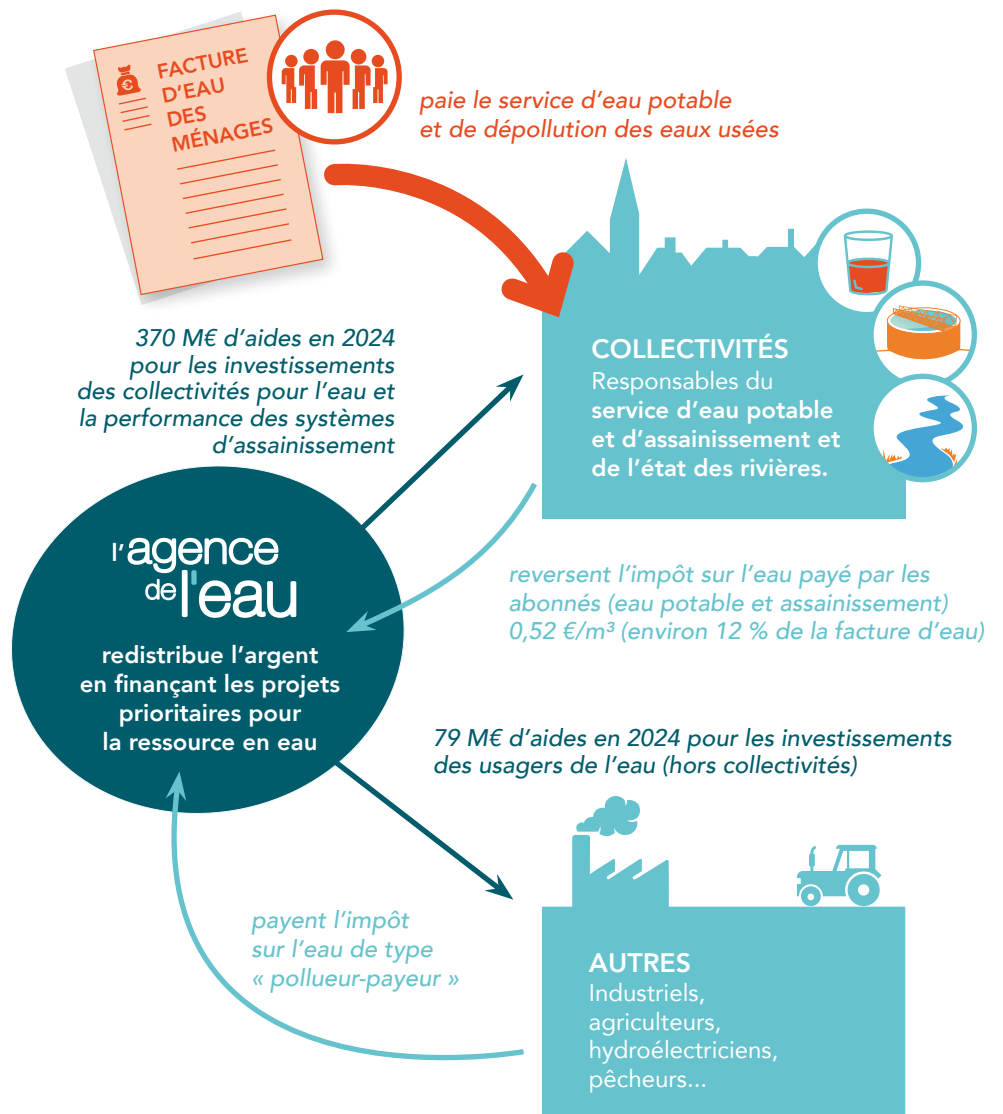 FACTURE
D'EAU
DES
MÉNAGES
€
paie le service d'eau potable
et de dépollution des eaux usées
370 M€ d'aides en 2024
pour les investissements
des collectivités pour l'eau et
la performance des systèmes
d'assainissement
COLLECTIVITÉS
Responsables du
service d'eau potable
et d'assainissement et
de l'état des rivières.
l'agence
de l'eau
redistribue l'argent
en finançant les projets
prioritaires pour
la ressource en eau
reversent l'impôt sur l'eau payé par les
abonnés (eau potable et assainissement)
0,52 €/m³ (environ 12 % de la facture d'eau)
79 M€ d'aides en 2024 pour les investissements
des usagers de l'eau (hors collectivités)
payent l'impôt
sur l'eau de type
« pollueur-payeur »
AUTRES
Industriels,
agriculteurs,
hydroélectriciens,
pêcheurs...